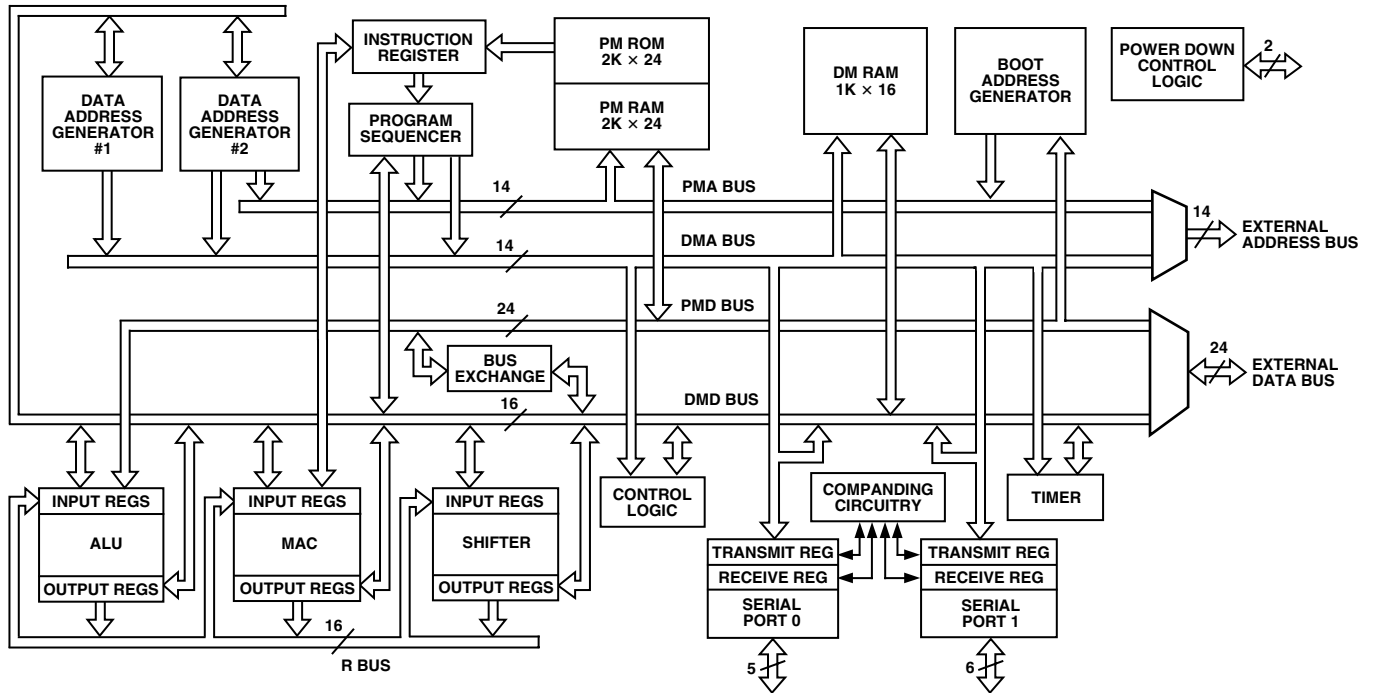 INSTRUCTION
REGISTER
PM ROM
2K × 24
PM RAM
2K × 24
DM RAM
1K × 16
BOOT
ADDRESS
GENERATOR
POWER DOWN
CONTROL
LOGIC
2
DATA
ADDRESS
GENERATOR
#1
DATA
ADDRESS
GENERATOR
#2
PROGRAM
SEQUENCER
14
PMA BUS
14
EXTERNAL
ADDRESS BUS
14
DMA BUS
24
PMD BUS
BUS
EXCHANGE
24
EXTERNAL
DATA BUS
16
DMD BUS
INPUT REGS
ALU
OUTPUT REGS
INPUT REGS
MAC
OUTPUT REGS
INPUT REGS
SHIFTER
OUTPUT REGS
CONTROL
LOGIC
COMPANDING
CIRCUITRY
TIMER
TRANSMIT REG
RECEIVE REG
SERIAL
PORT 0
TRANSMIT REG
RECEIVE REG
SERIAL
PORT 1
16
R BUS
5
6